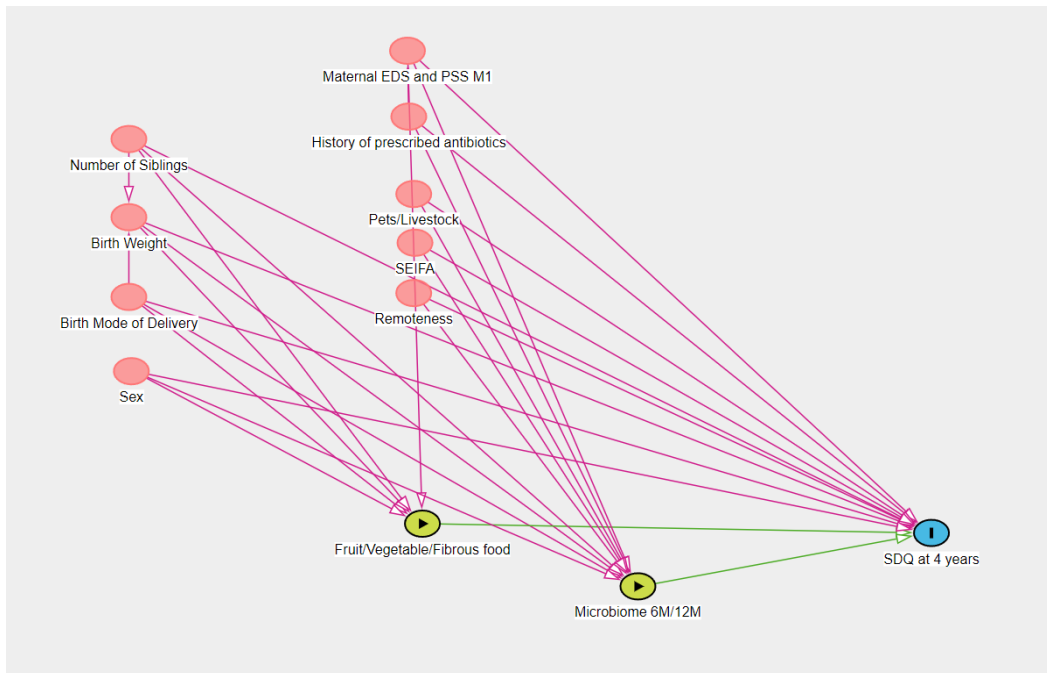 Maternal EDS and PSS M1
History of prescribed antibiotics
Number of Siblings
Pets/Livestock
Birth Weight
SEIFA
Remoteness
Birth Mode of Delivery
Sex
Fruit/Vegetable/Fibrous food
SDQ at 4 years
Microbiome 6M/12M